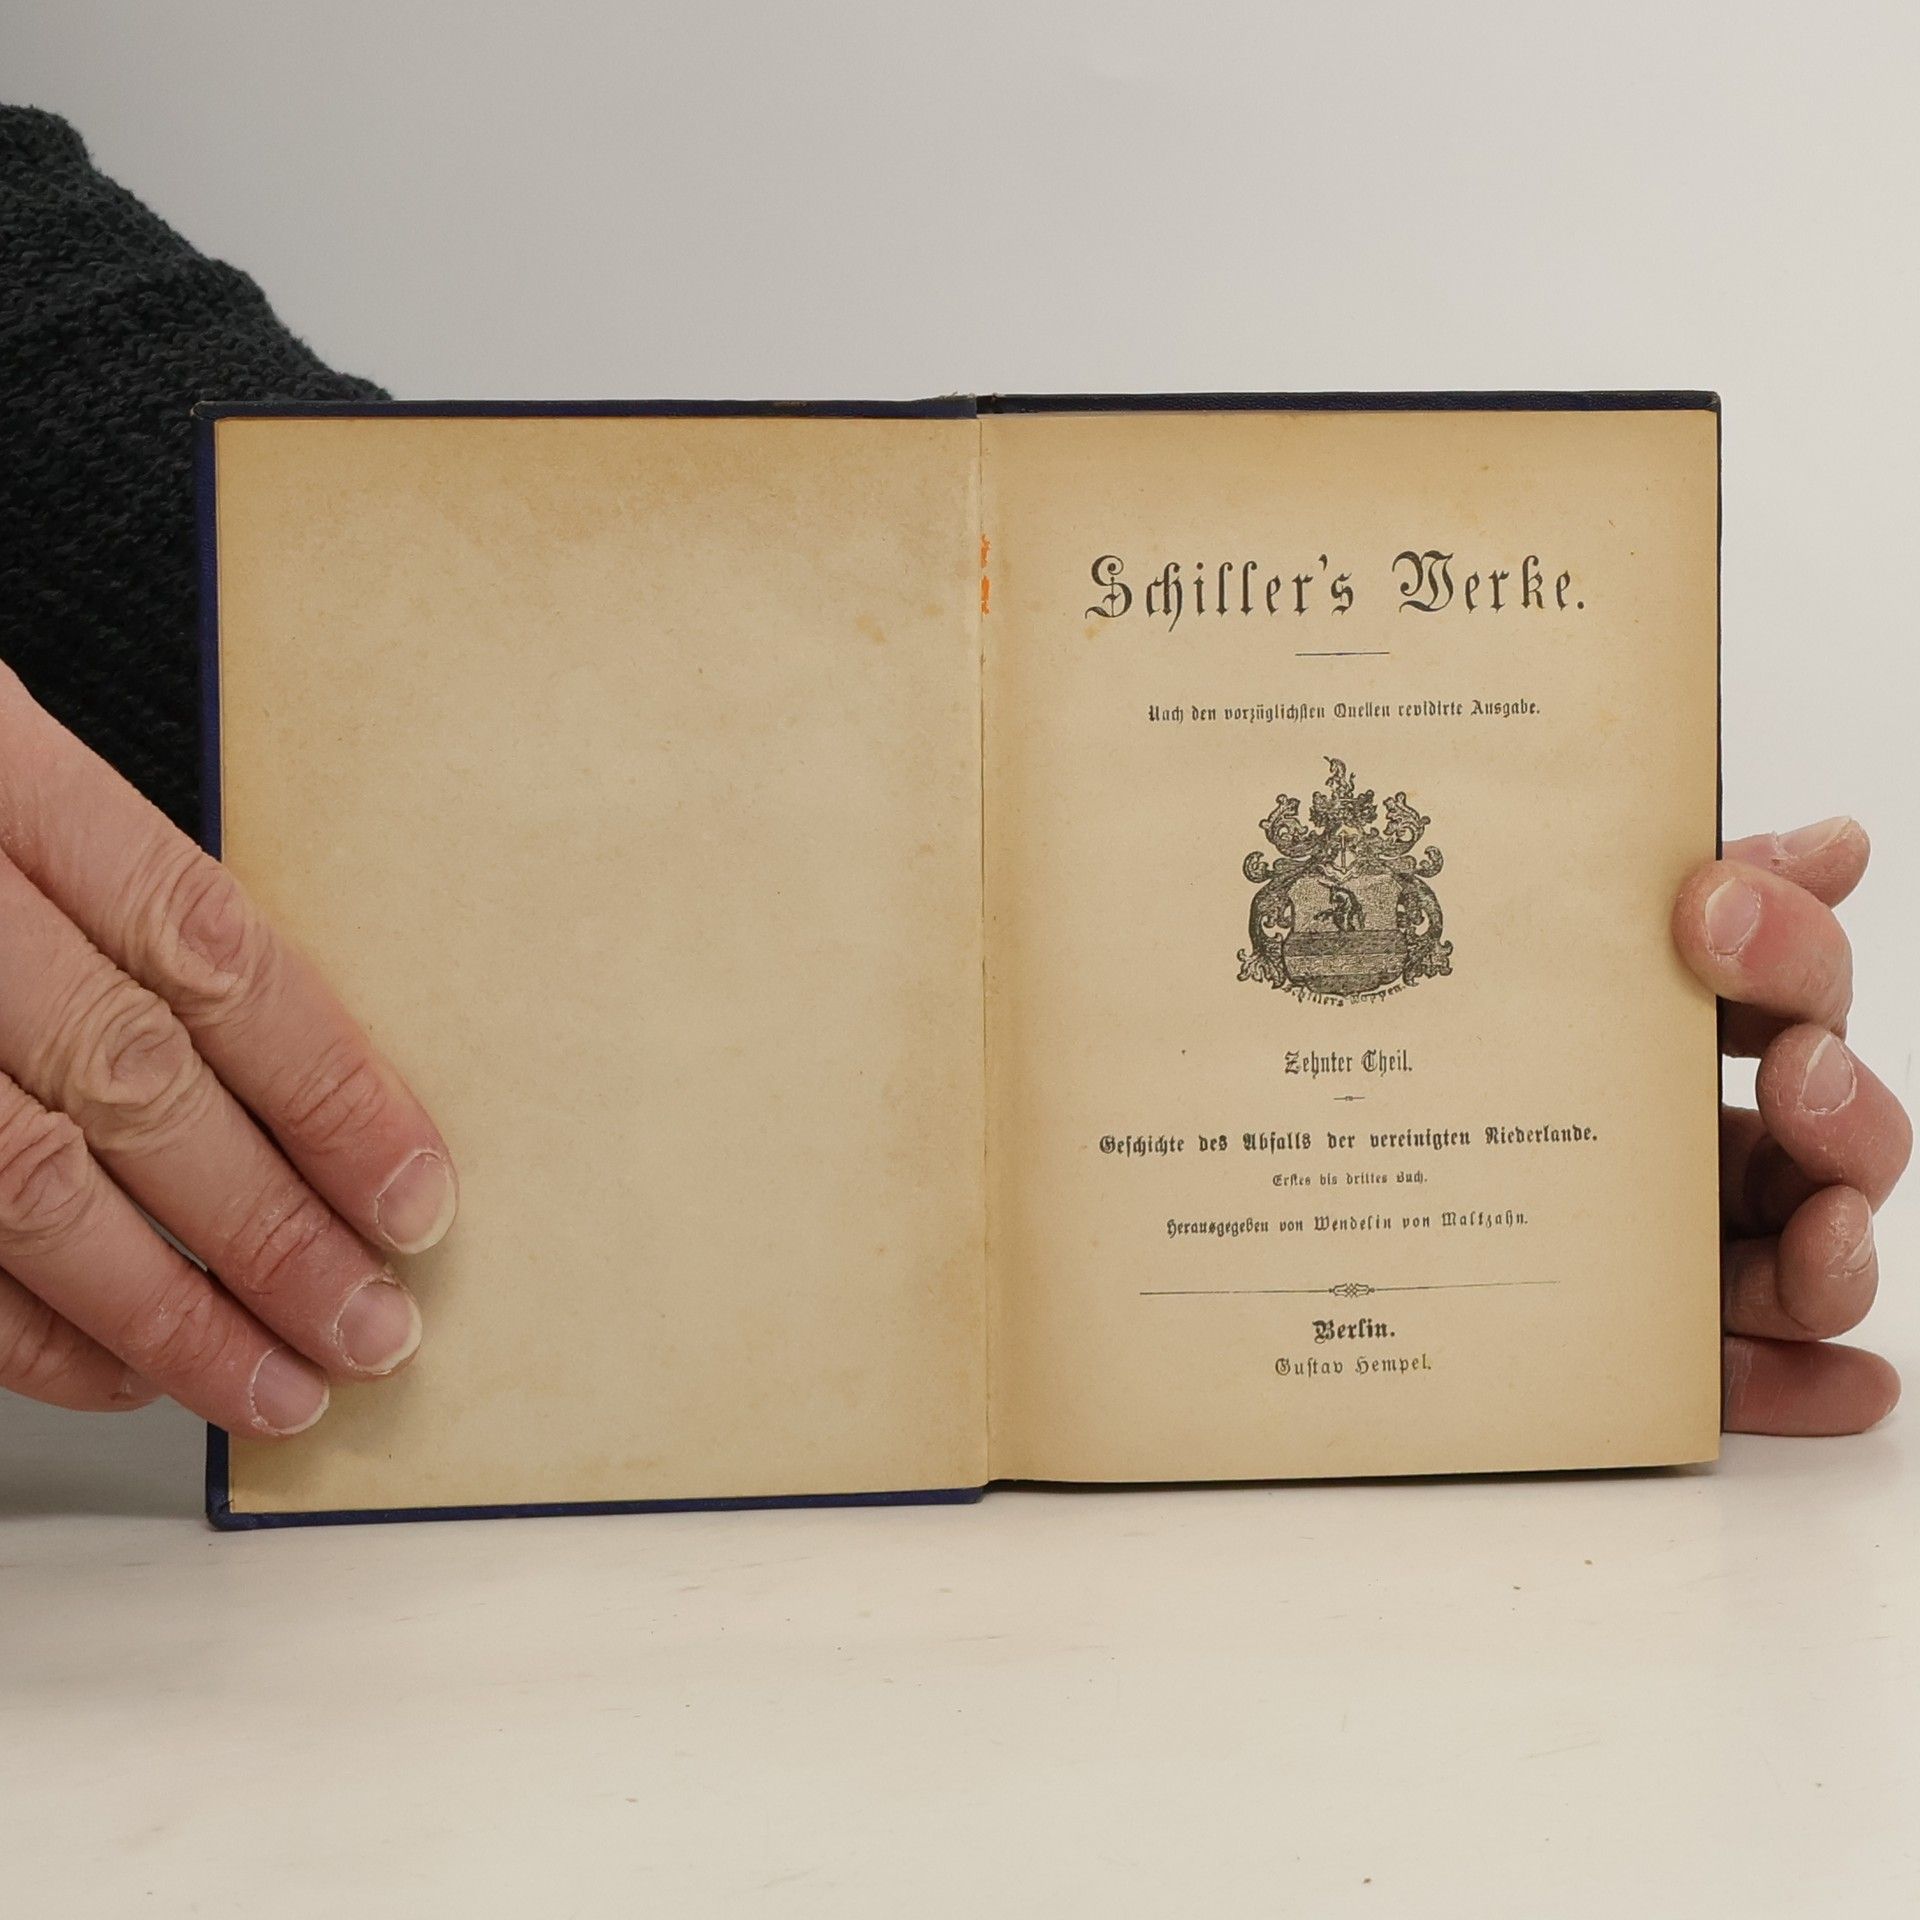 Schiller's Werke.
Nach den vorzüglichsten Quellen revidirte Ausgabe.
Schillers Wappen.
Zehnter Theil.
Geschichte des Abfalls der vereinigten Niederlande.
Erstes bis drittes Buch.
Herausgegeben von Wendelin von Maltzahn.
Berlin.
Gustav Hempel.